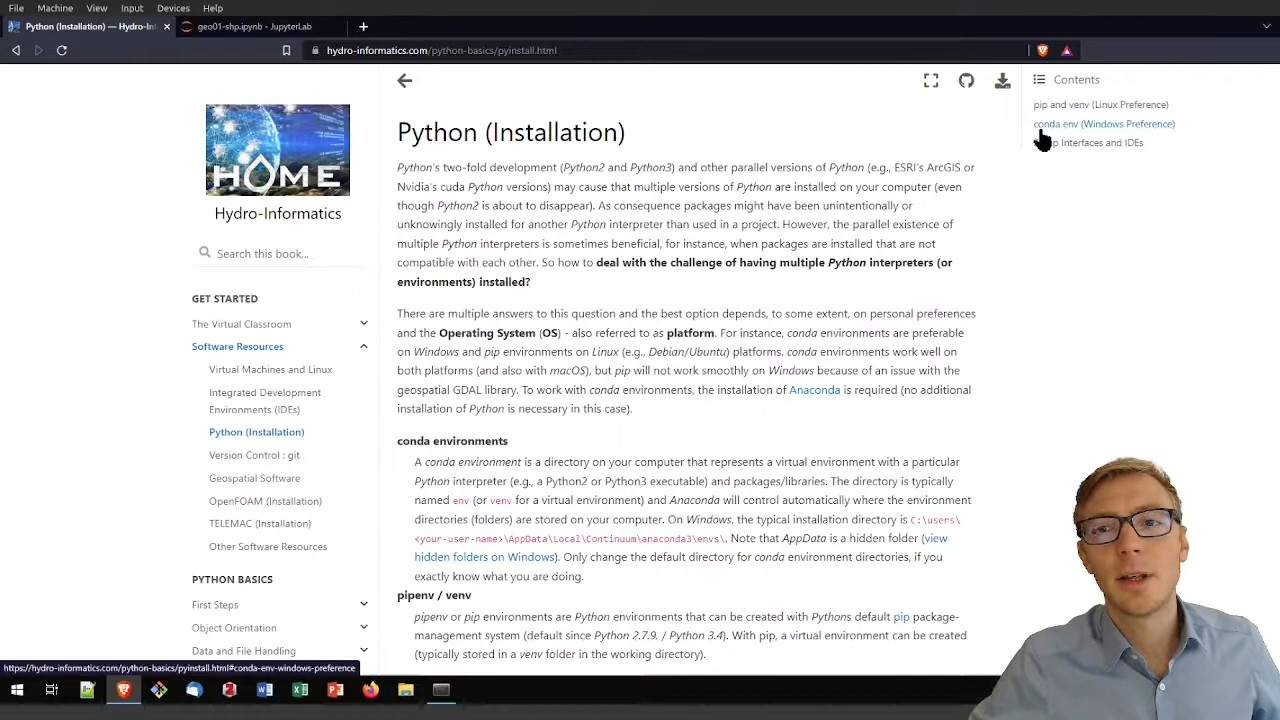 File Machine View Input Devices Help
Python (Installation) — Hydro-Int
geo01-shp.ipynb - JupyterLab
hydro-informatics.com/python-basics/pyinstall.html
HOME
Hydro-Informatics
Search this book...
GET STARTED
The Virtual Classroom
Software Resources
Virtual Machines and Linux
Integrated Development
Environments (IDEs)
Python (Installation)
Version Control : git
Geospatial Software
OpenFOAM (Installation)
TELEMAC (Installation)
Other Software Resources
PYTHON BASICS
First Steps
Object Orientation
Data and File Handling
Python (Installation)
Python's two-fold development (Python2 and Python3) and other parallel versions of Python (e.g., ESRI's ArcGIS or
Nvidia's cuda Python versions) may cause that multiple versions of Python are installed on your computer (even
though Python2 is about to disappear). As consequence packages might have been unintentionally or
unknowingly installed for another Python interpreter than used in a project. However, the parallel existence of
multiple Python interpreters is sometimes beneficial, for instance, when packages are installed that are not
compatible with each other. So how to deal with the challenge of having multiple Python interpreters (or
environments) installed?
There are multiple answers to this question and the best option depends, to some extent, on personal preferences
and the Operating System (OS) - also referred to as platform. For instance, conda environments are preferable
on Windows and pip environments on Linux (e.g., Debian/Ubuntu) platforms. conda environments work well on
both platforms (and also with macOS), but pip will not work smoothly on Windows because of an issue with the
geospatial GDAL library. To work with conda environments, the installation of Anaconda is required (no additional
installation of Python is necessary in this case).
conda environments
A conda environment is a directory on your computer that represents a virtual environment with a particular
Python interpreter (e.g., a Python2 or Python3 executable) and packages/libraries. The directory is typically
named env (or venv for a virtual environment) and Anaconda will control automatically where the environment
directories (folders) are stored on your computer. On Windows, the typical installation directory is C:\users\
<your-user-name>\AppData\Local\Continuum\anaconda3\envs\. Note that AppData is a hidden folder (view
hidden folders on Windows). Only change the default directory for conda environment directories, if you
exactly know what you are doing.
pipenv / venv
pipenv or pip environments are Python environments that can be created with Pythons default pip package-
management system (default since Python 2.7.9. / Python 3.4). With pip, a virtual environment can be created
(typically stored in a venv folder in the working directory).
Contents
pip and venv (Linux Preference)
conda env (Windows Preference)
Interfaces and IDEs
https://hydro-informatics.com/python-basics/pyinstall.html#conda-env-windows-preference